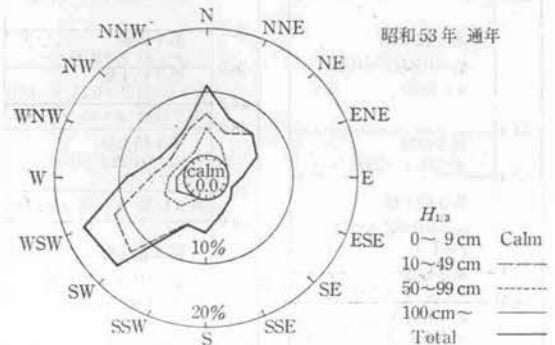 昭和53年 通年
N
NNE
NE
ENE
E
ESE
SE
SSE
S
SSW
SW
WSW
W
WNW
NW
NNW
calm
0.0
10%
20%
H1/3
0～ 9 cm Calm
10～49 cm
50～99 cm
100 cm～
Total